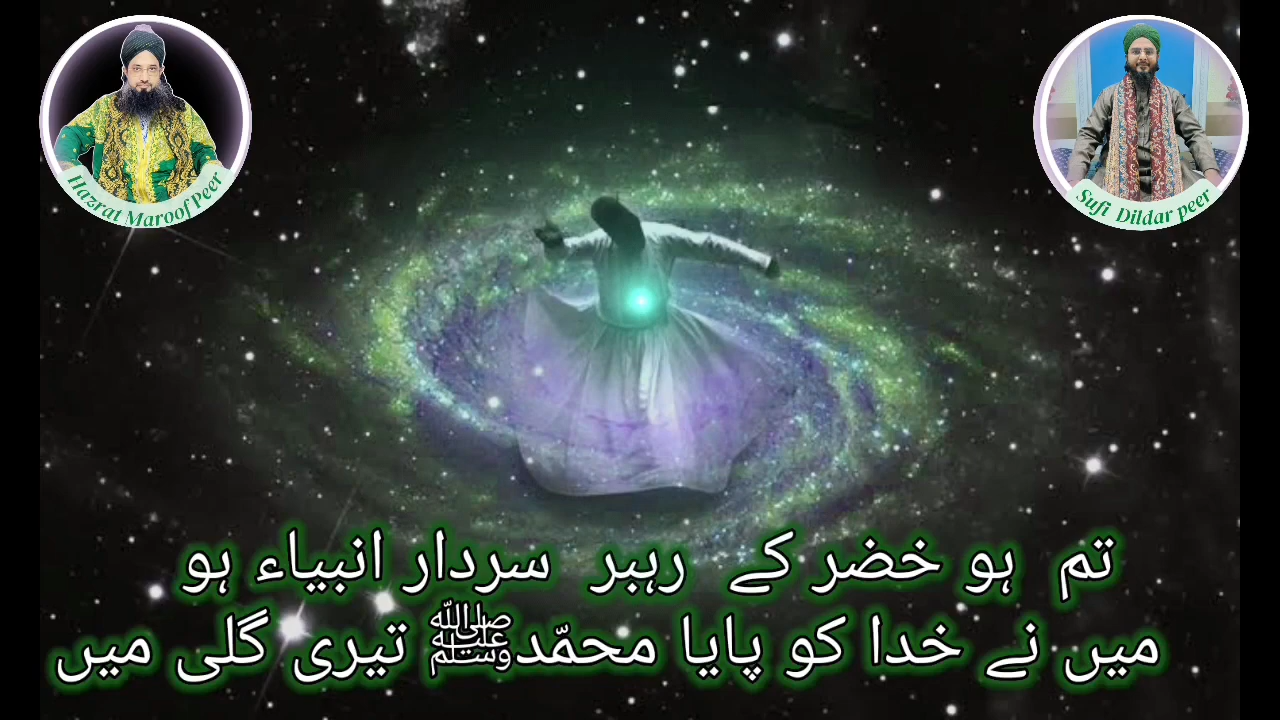 Hazrat Maroof Peer
Sufi Dildar peer
تم ہو خضر کے رہبر سردار انبیاء ہو
میں نے خدا کو پایا محمّدﷺ تیری گلی میں